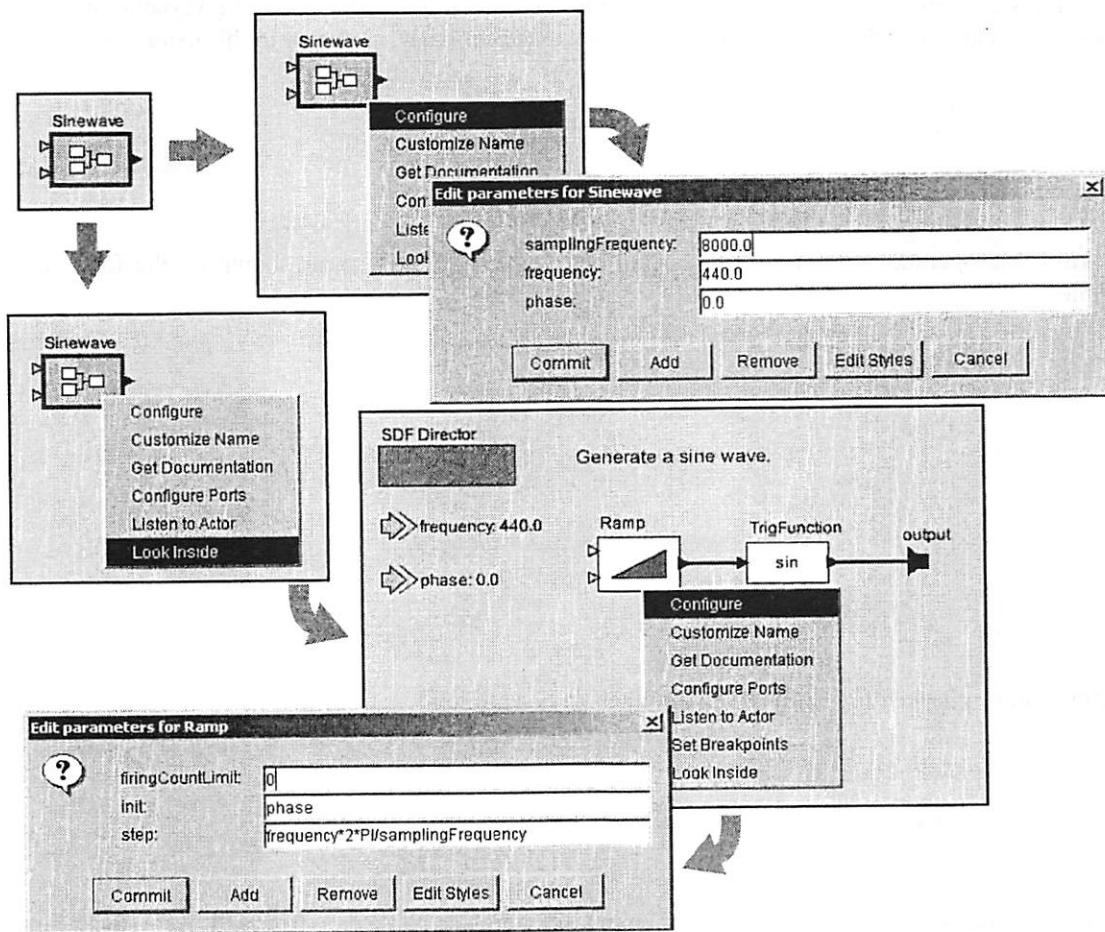 Sinewave
Configure
Customize Name
Get Documentation
Sinewave
Edit parameters for Sinewave
samplingFrequency: 8000.0
frequency: 440.0
phase: 0.0
Commit Add Remove Edit Styles Cancel
Sinewave
Configure
Customize Name
Get Documentation
Configure Ports
Listen to Actor
Look Inside
SDF Director
Generate a sine wave.
frequency: 440.0
phase: 0.0
Ramp
TrigFunction
sin
output
Configure
Customize Name
Get Documentation
Configure Ports
Listen to Actor
Set Breakpoints
Look Inside
Edit parameters for Ramp
firingCountLimit: 0
init: phase
step: frequency*2*PI/samplingFrequency
Commit Add Remove Edit Styles Cancel